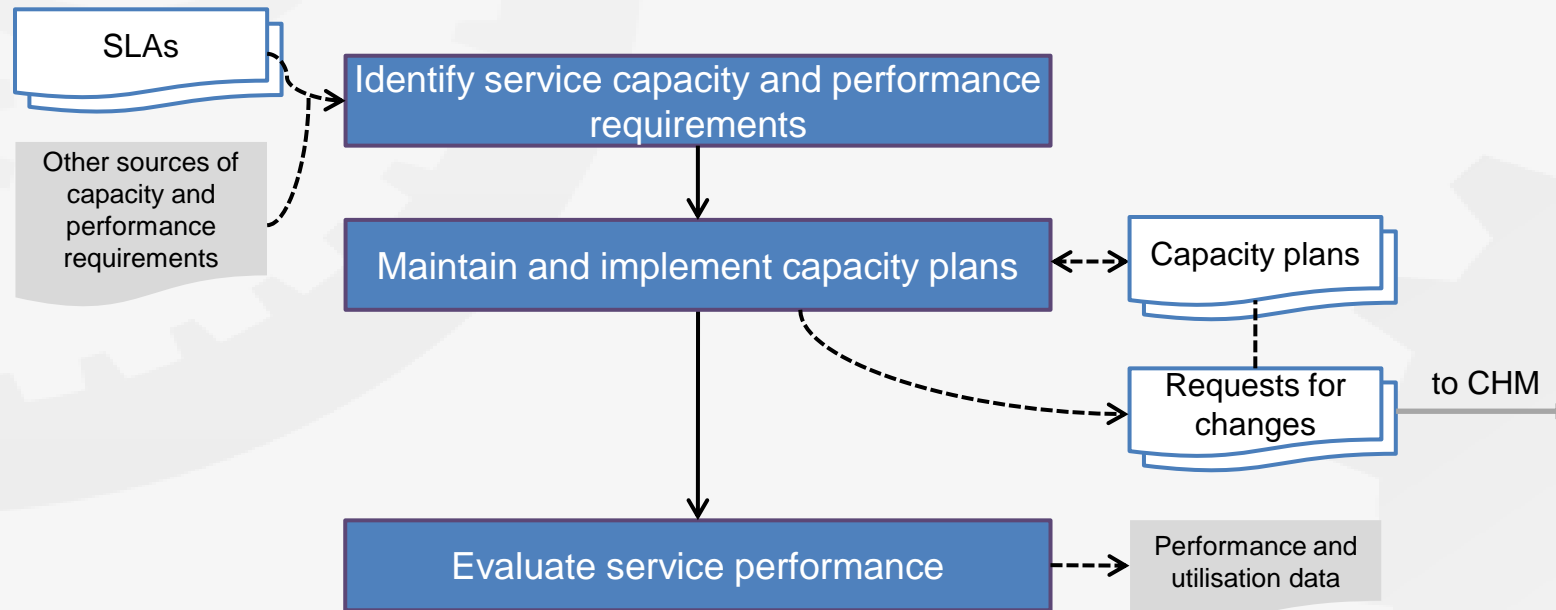 SLAs
Identify service capacity and performance
requirements
Other sources of
capacity and
performance
requirements
Maintain and implement capacity plans
Capacity plans
Requests for
changes
to CHM
Evaluate service performance
Performance and
utilisation data